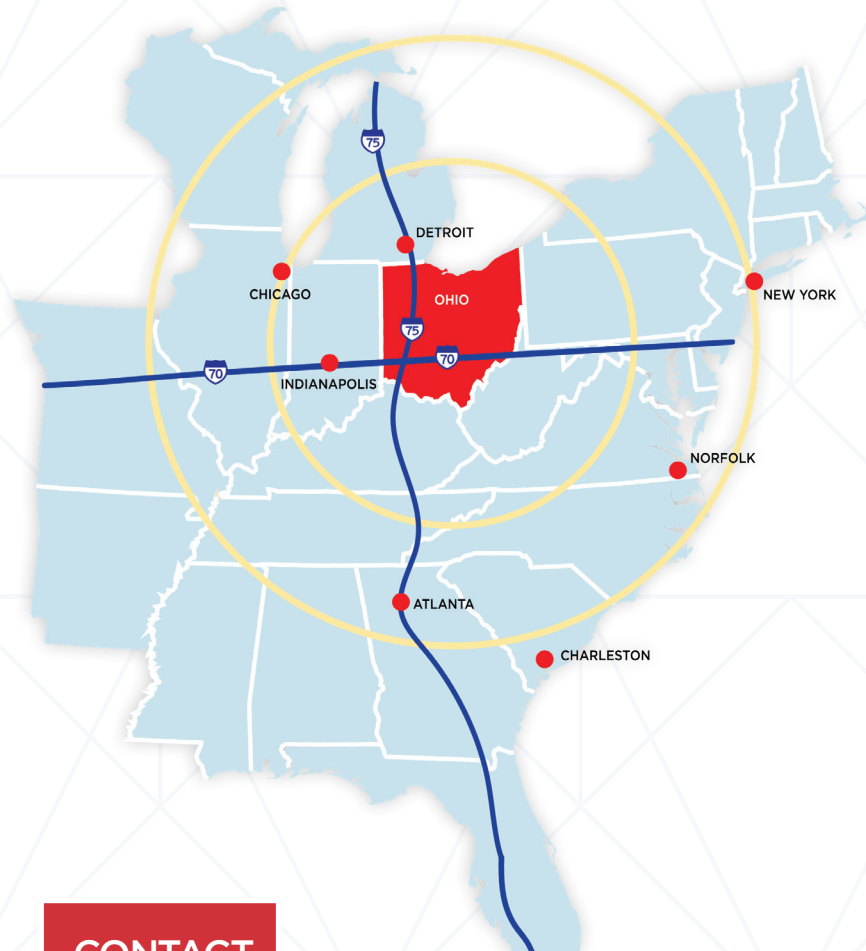 75
DETROIT
CHICAGO
OHIO
NEW YORK
75
70
70
INDIANAPOLIS
NORFOLK
ATLANTA
CHARLESTON
CONTACT